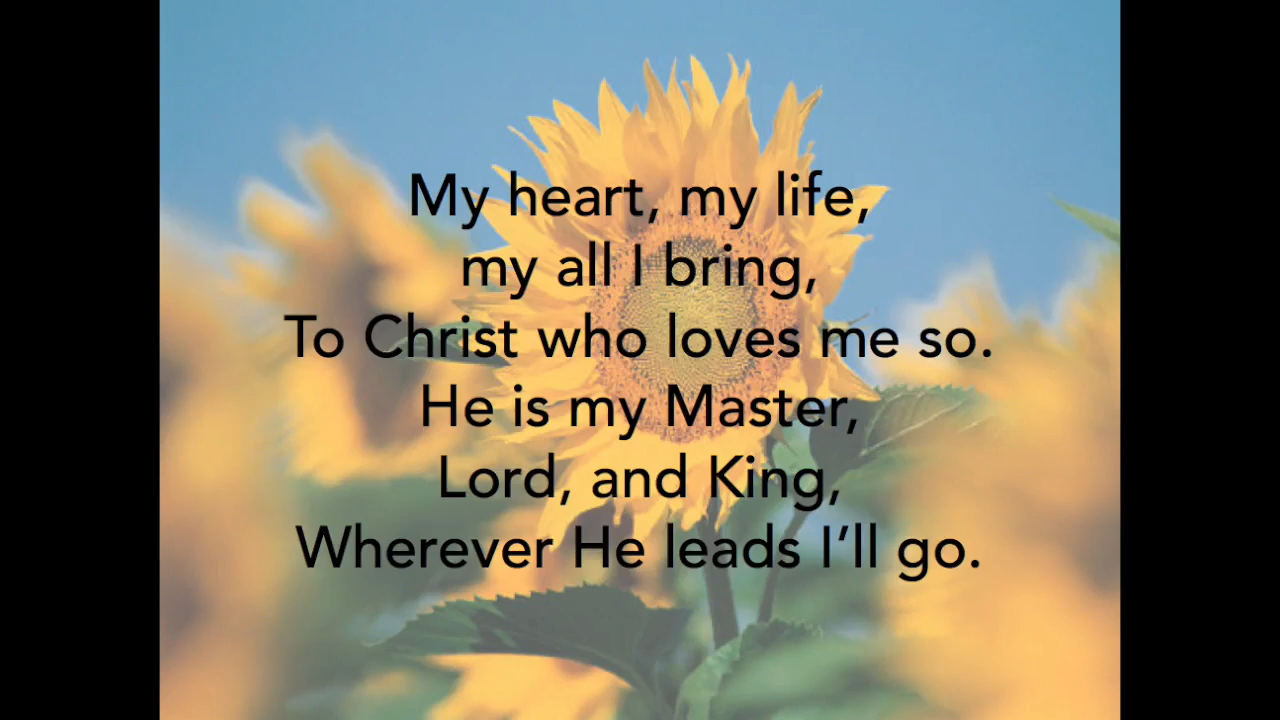 My heart, my life,
my all I bring,
To Christ who loves me so.
He is my Master,
Lord, and King,
Wherever He leads I’ll go.